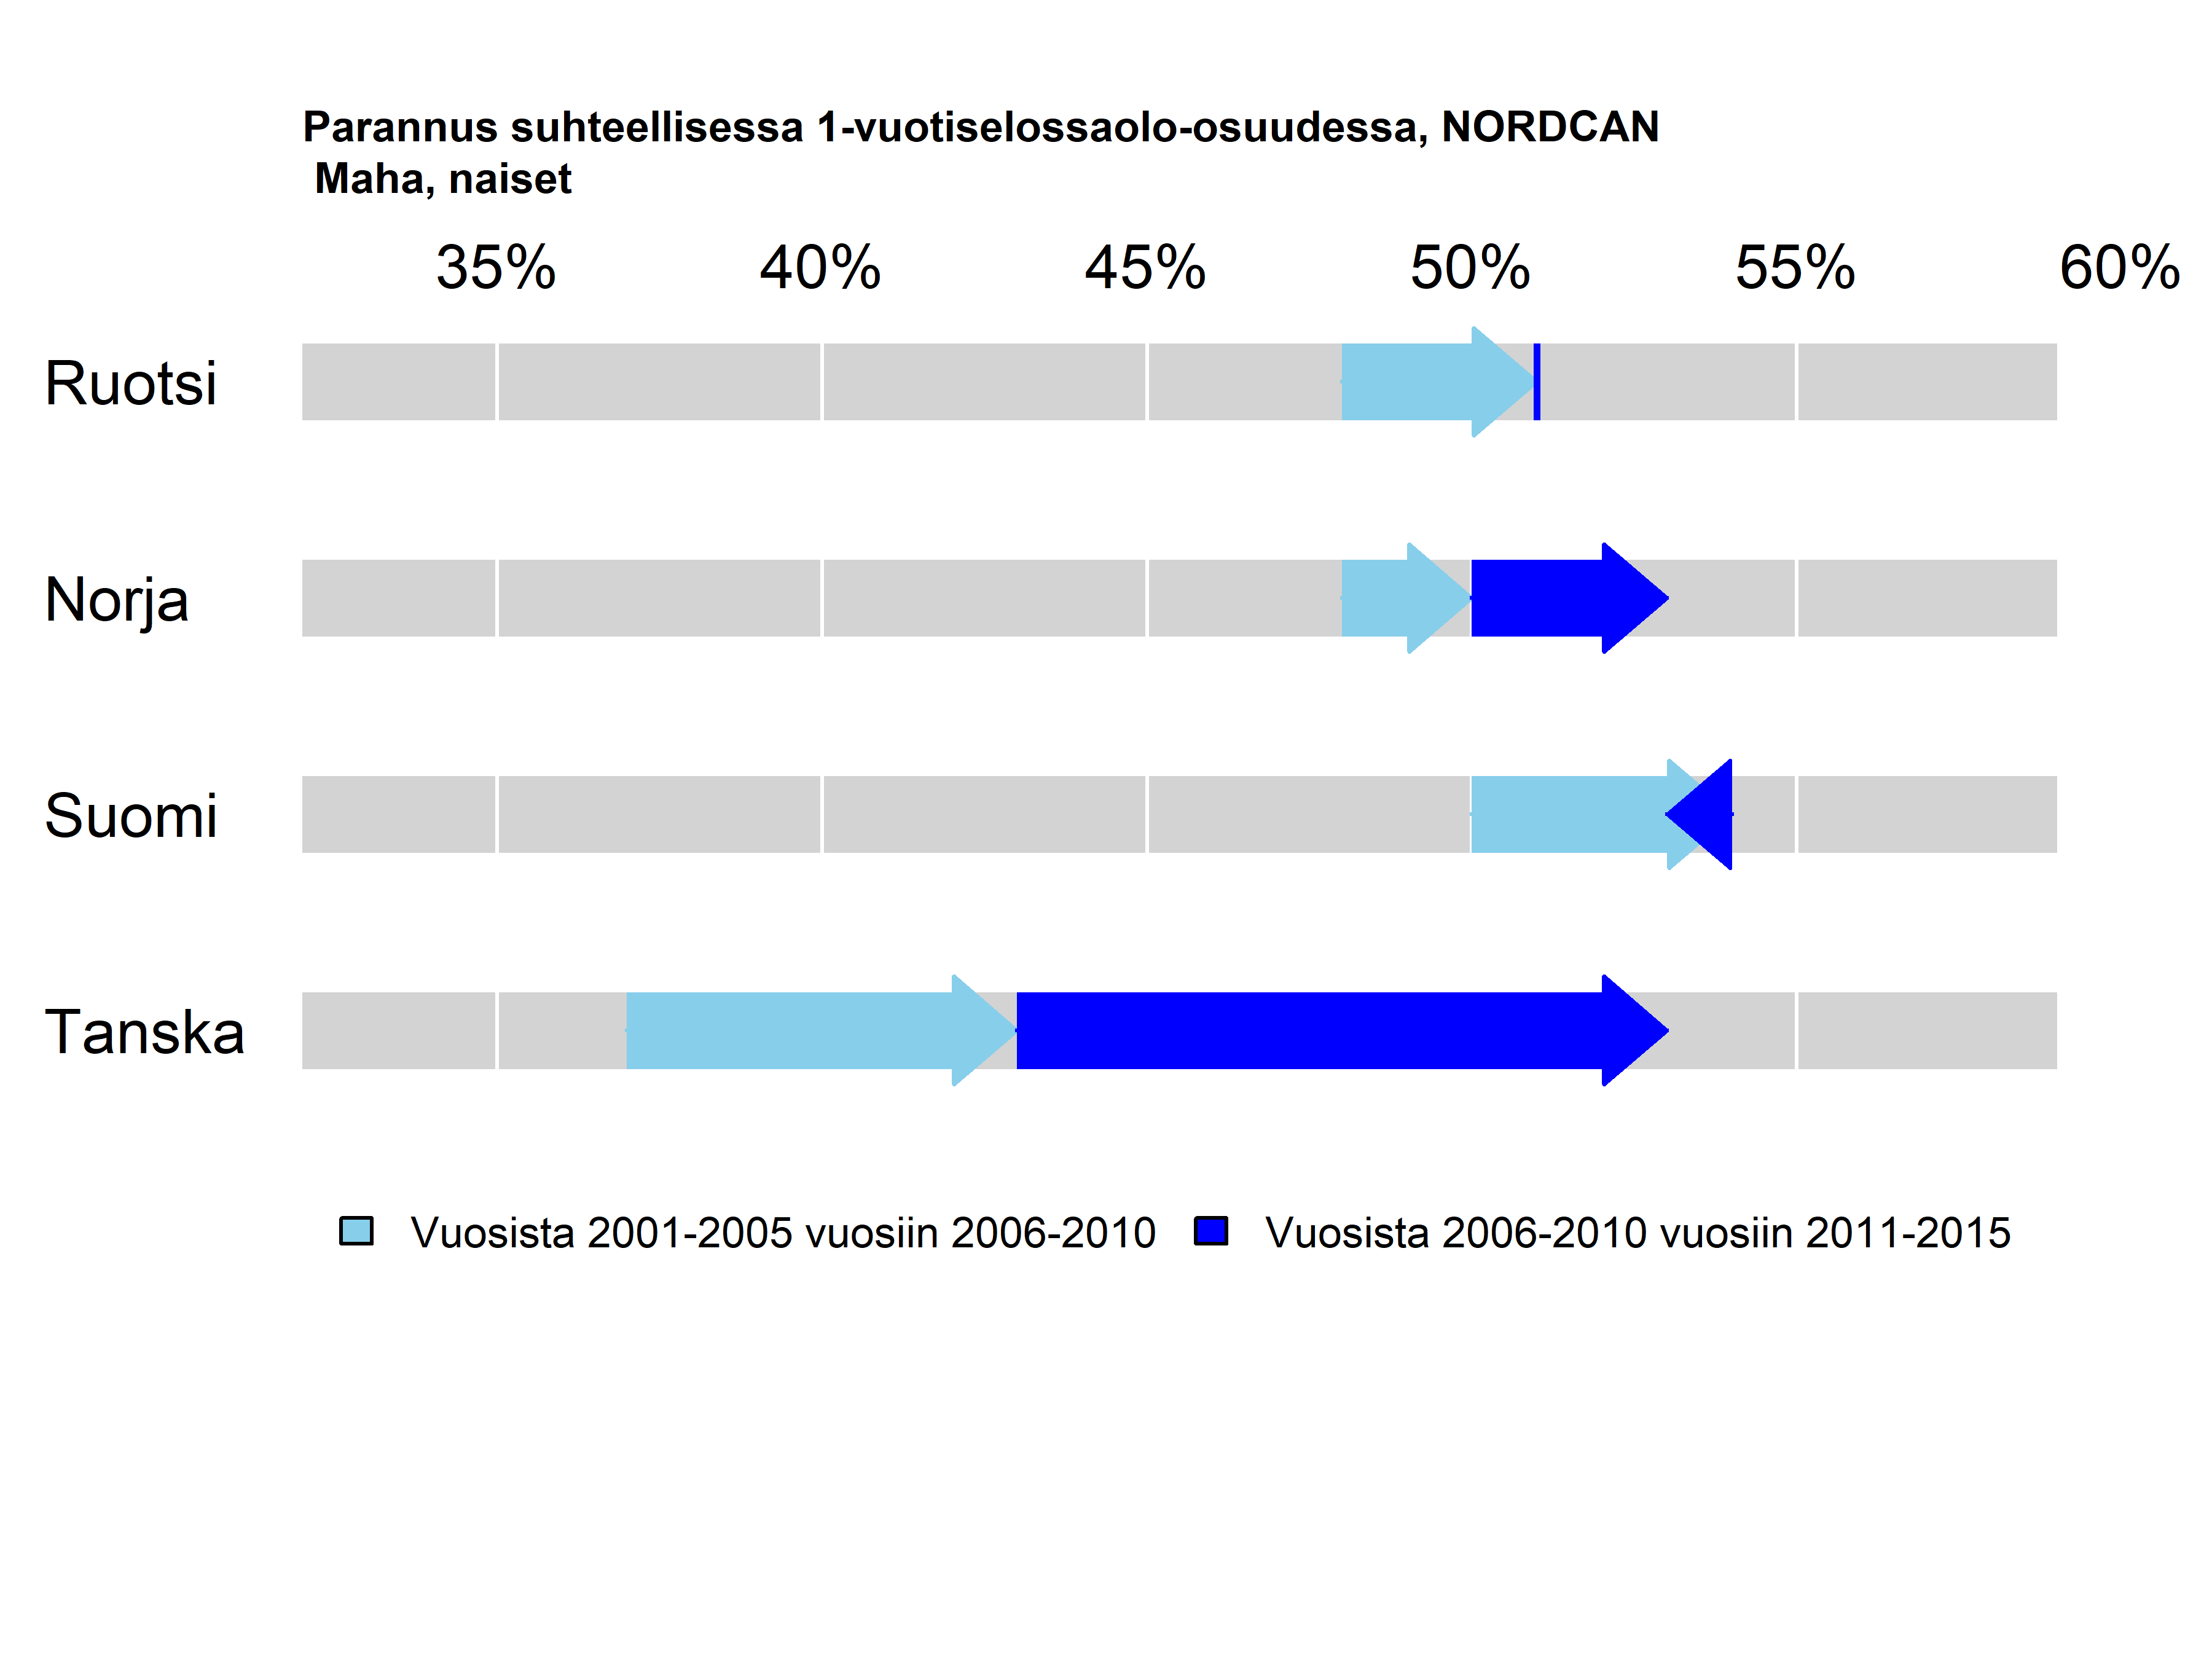 Parannus suhteellisessa 1-vuotiselossaolo-osuudessa, NORDCAN
Maha, naiset
35% 40% 45% 50% 55% 60%
Ruotsi
Norja
Suomi
Tanska
Vuosista 2001-2005 vuosiin 2006-2010 Vuosista 2006-2010 vuosiin 2011-2015